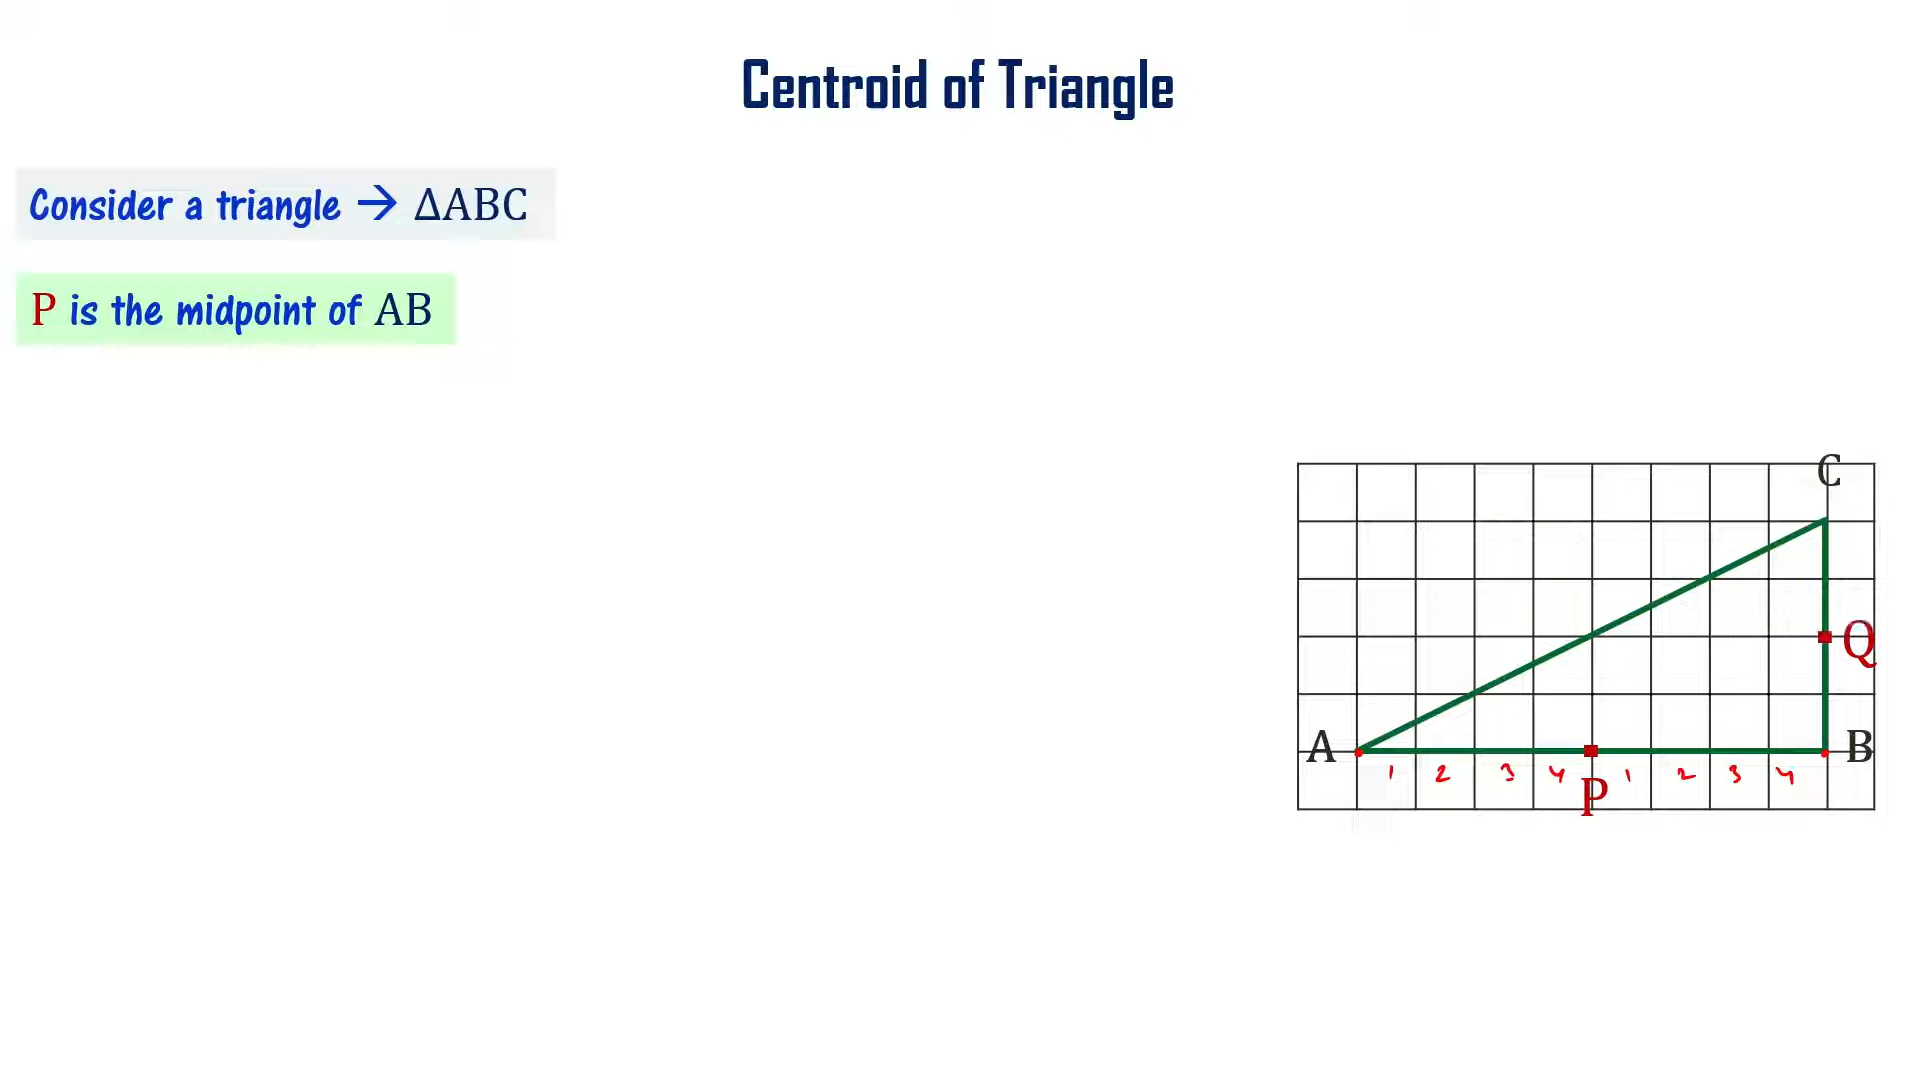 Centroid of Triangle
Consider a triangle → ΔABC
P is the midpoint of AB
C
Q
A
B
1 2 3 4 1 2 3 4
P